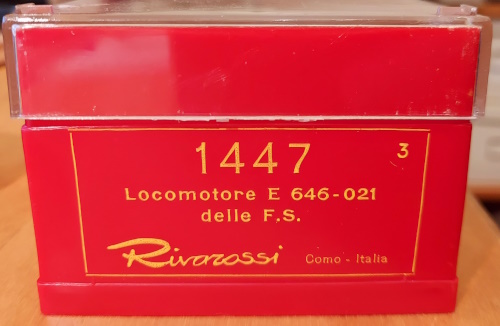 1447 3
Locomotore E 646-021
delle F.S.
Rivarossi Como - Italia